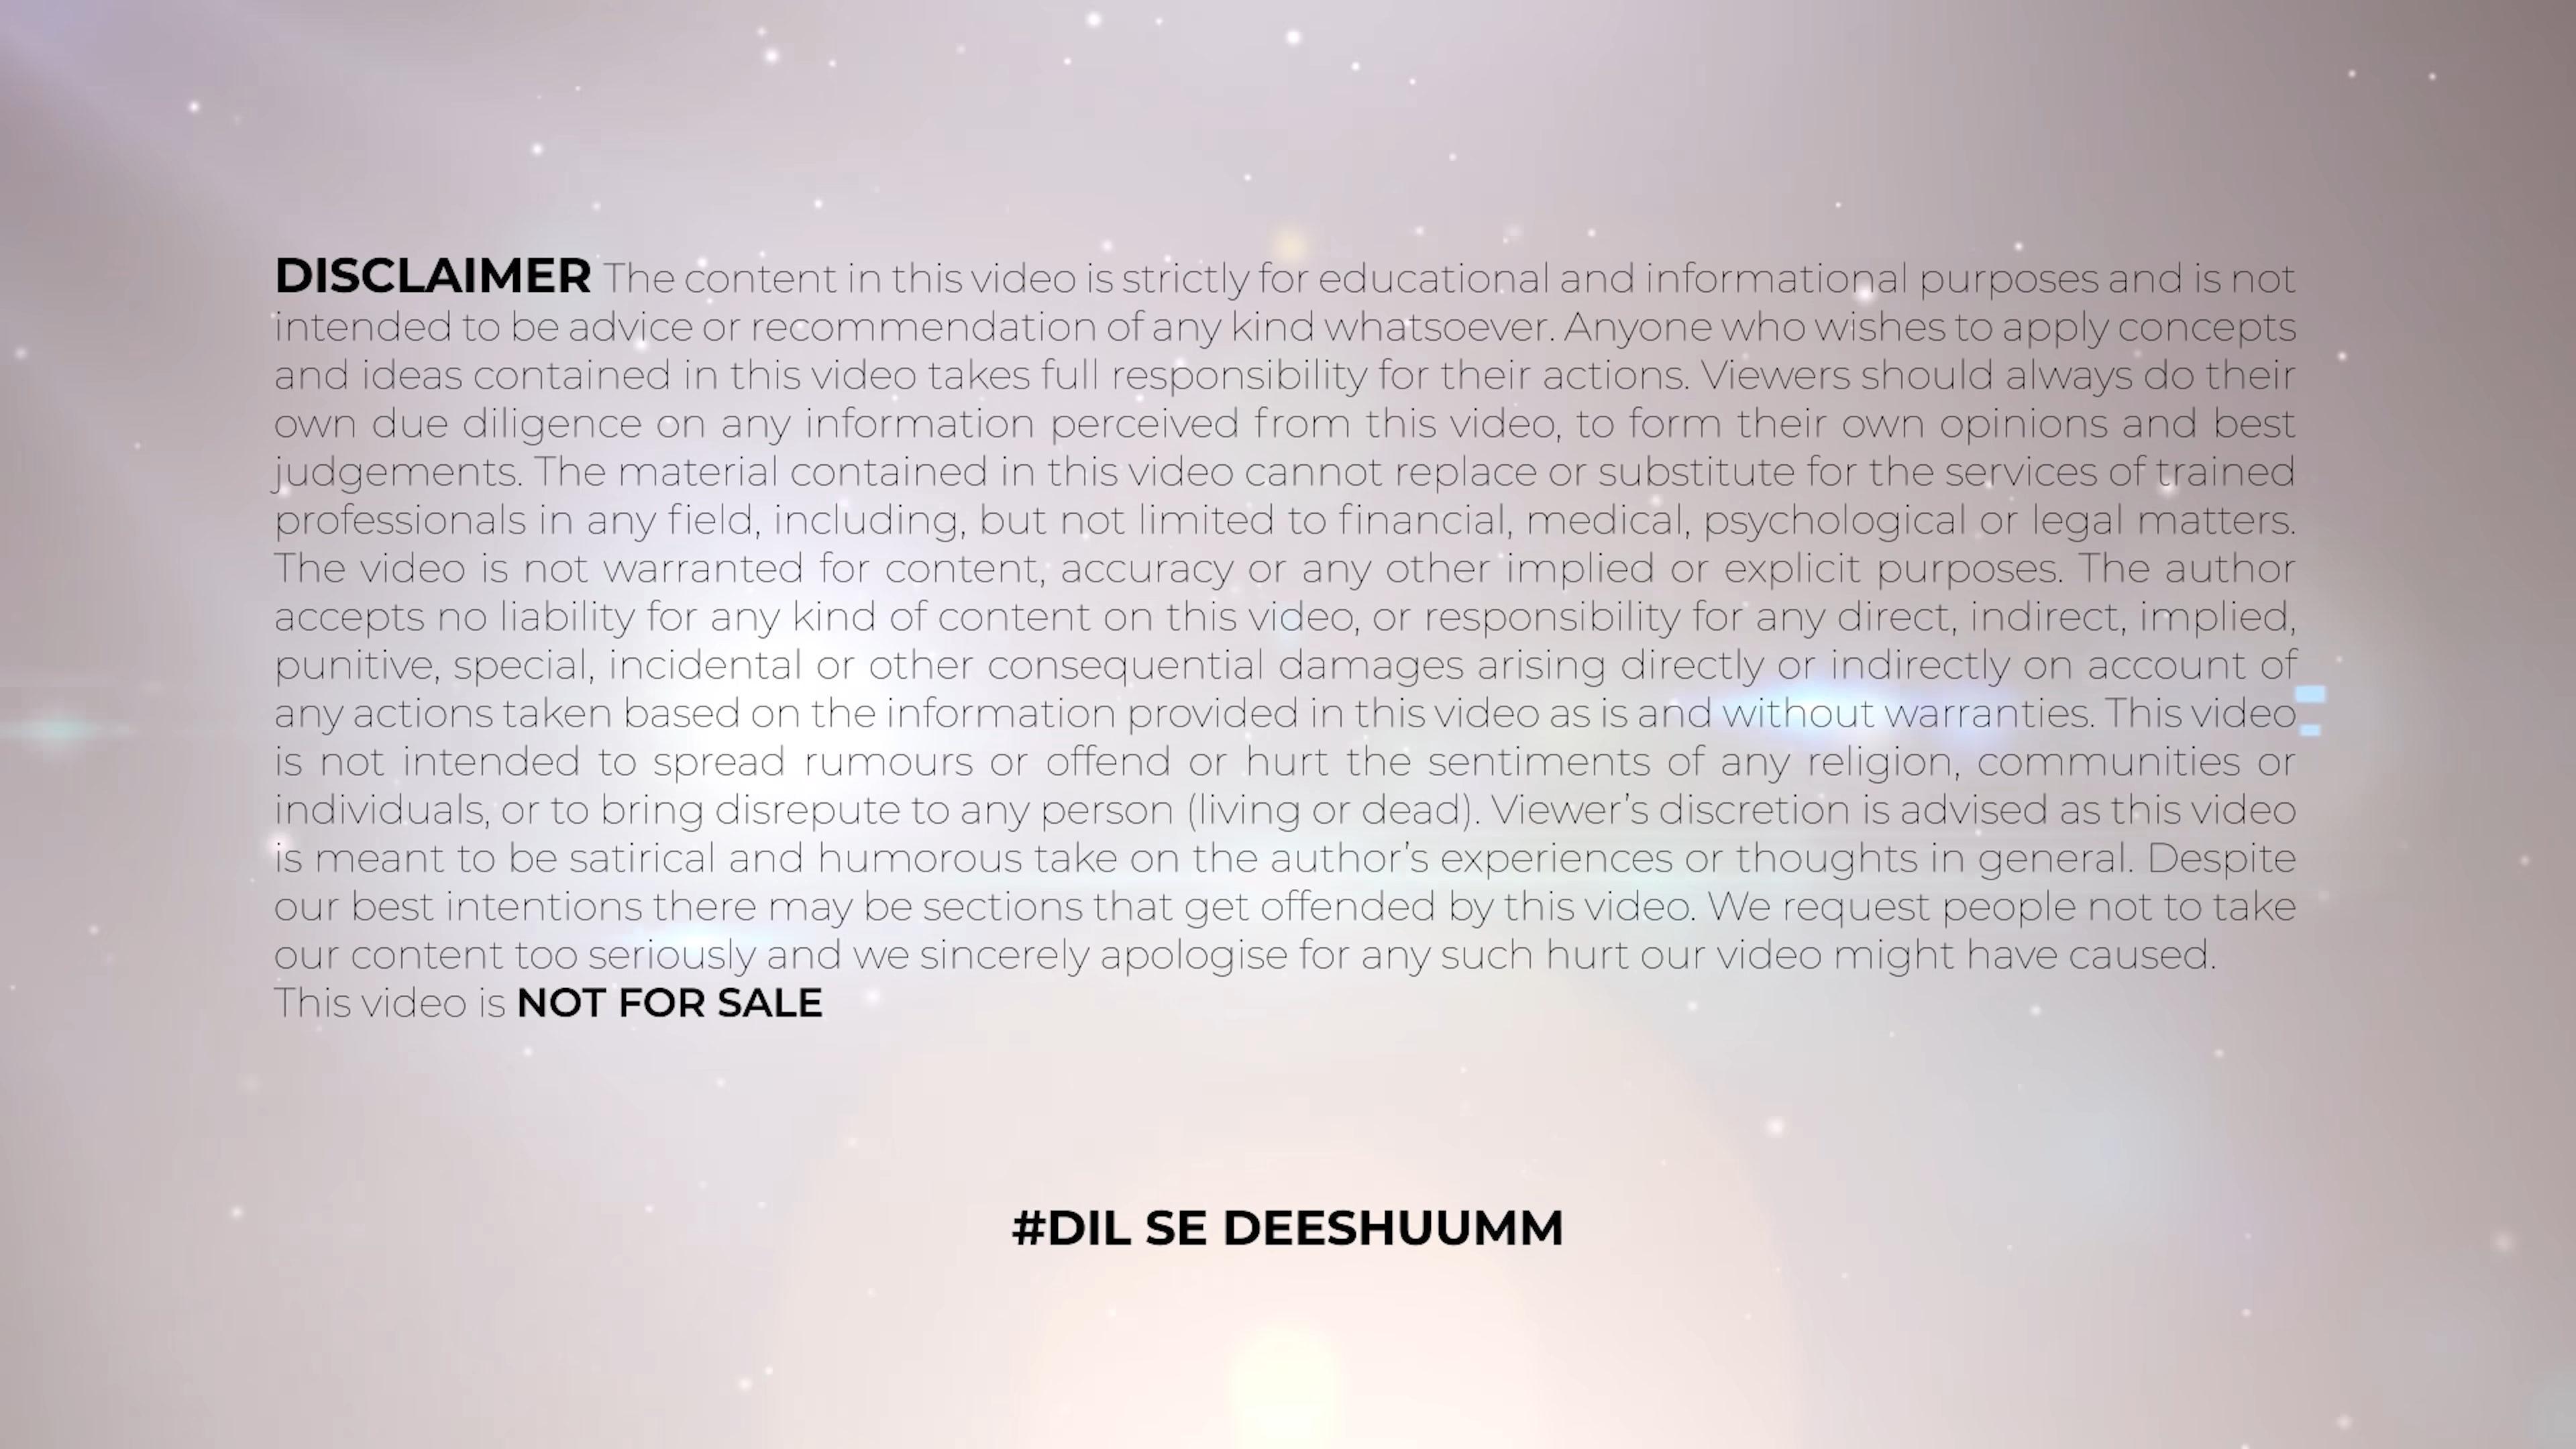 DISCLAIMER The content in this video is strictly for educational and informational purposes and is not
intended to be advice or recommendation of any kind whatsoever. Anyone who wishes to apply concepts
and ideas contained in this video takes full responsibility for their actions. Viewers should always do their
own due diligence on any information perceived from this video, to form their own opinions and best
judgements. The material contained in this video cannot replace or substitute for the services of trained
professionals in any field, including, but not limited to financial, medical, psychological or legal matters.
The video is not warranted for content, accuracy or any other implied or explicit purposes. The author
accepts no liability for any kind of content on this video, or responsibility for any direct, indirect, implied,
punitive, special, incidental or other consequential damages arising directly or indirectly on account of
any actions taken based on the information provided in this video as is and without warranties. This video
is not intended to spread rumours or offend or hurt the sentiments of any religion, communities or
individuals, or to bring disrepute to any person (living or dead). Viewer's discretion is advised as this video
is meant to be satirical and humorous take on the author's experiences or thoughts in general. Despite
our best intentions there may be sections that get offended by this video. We request people not to take
our content too seriously and we sincerely apologise for any such hurt our video might have caused.
This video is NOT FOR SALE
#DIL SE DEESHUUMM